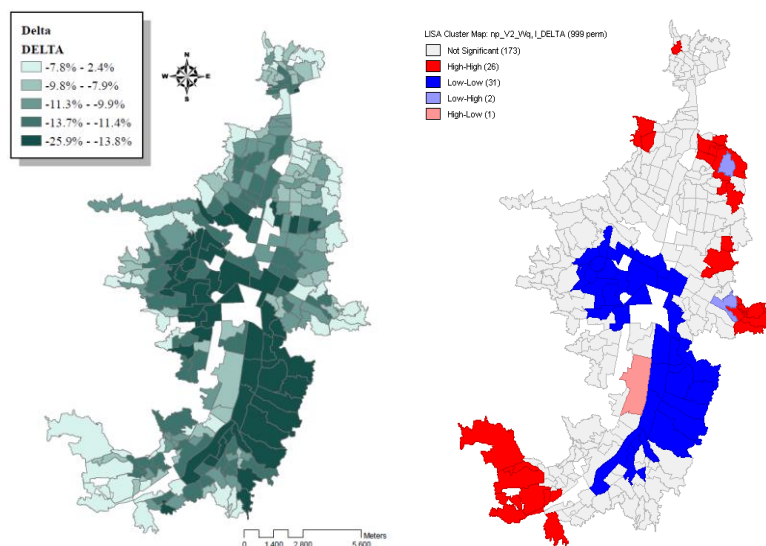 Delta
DELTA
-7.8% - 2.4%
-9.8% - -7.9%
-11.3% - -9.9%
-13.7% - -11.4%
-25.9% - -13.8%
N
W E
S
Meters
0 1,400 2,800 5,600
LISA Cluster Map: np_V2_Wq, I_DELTA (999 perm)
Not Significant (173)
High-High (26)
Low-Low (31)
Low-High (2)
High-Low (1)